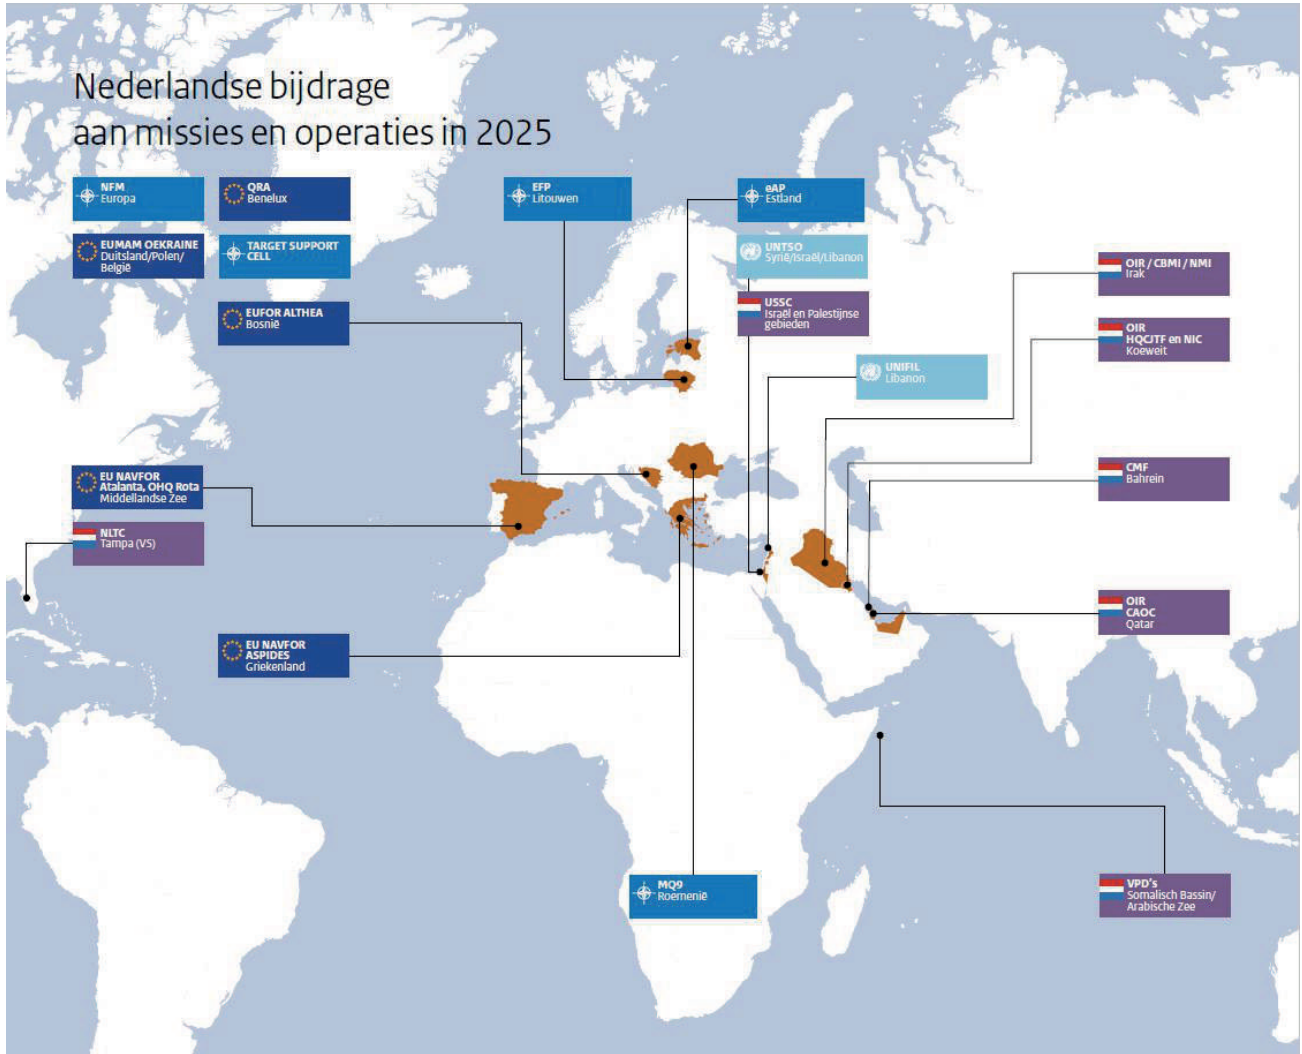 Nederlandse bijdrage
aan missies en operaties in 2025
NFM
Europa
QRA
Benelux
EFP
Litouwen
eAP
Estland
EUMAM OEKRAINE
Duitsland/Polen/
België
TARGET SUPPORT
CELL
UNTSO
Syrië/Israël/Libanon
OIR / CBMI / NMI
Irak
EUFOR ALTHEA
Bosnië
USSC
Israël en Palestijnse
gebieden
OIR
HQCJTF en NIC
Koeweit
UNIFIL
Libanon
EU NAVFOR
Atalanta, OHQ Rota
Middellandse Zee
CMF
Bahrein
NLTC
Tampa (VS)
OIR
CAOC
Qatar
EU NAVFOR
ASPIDES
Griekenland
MQ9
Roemenië
VPD's
Somalisch Bassin/
Arabische Zee